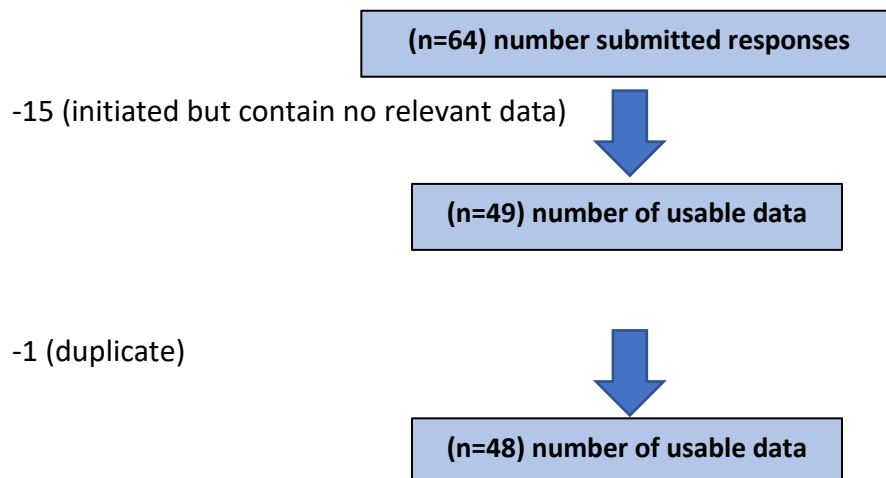 (n=64) number submitted responses
-15 (initiated but contain no relevant data)
(n=49) number of usable data
-1 (duplicate)
(n=48) number of usable data